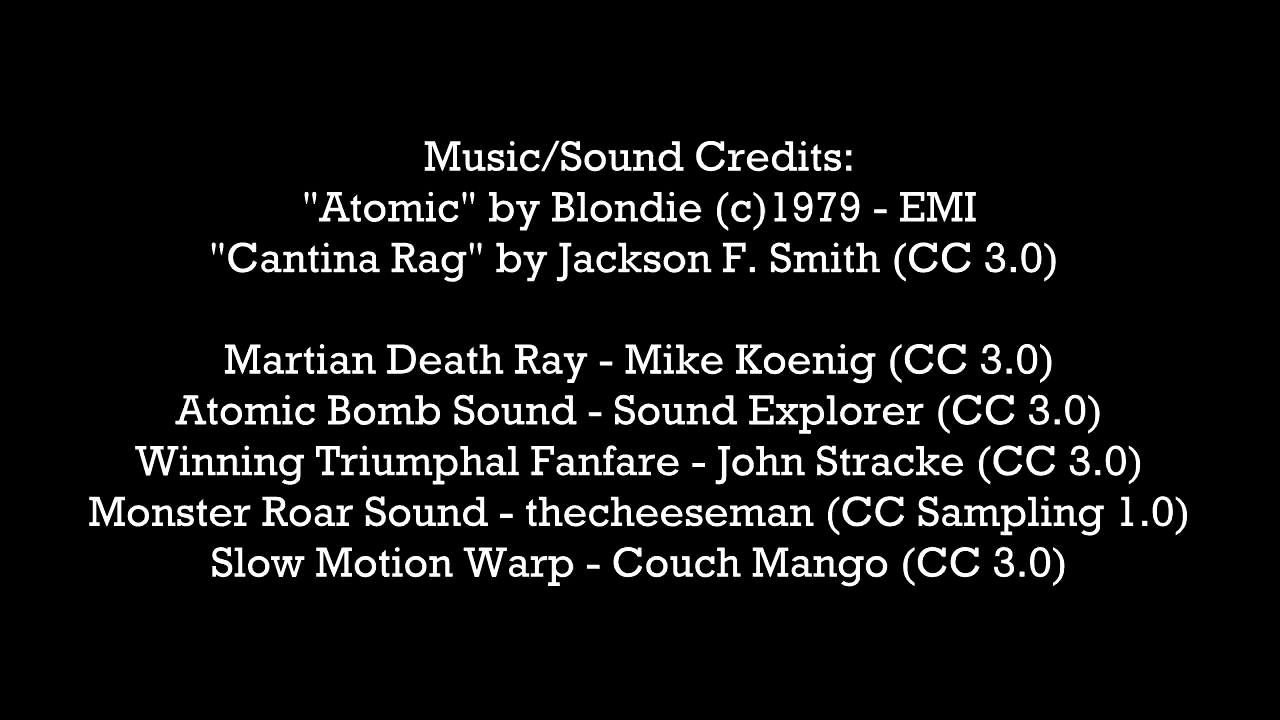 Music/Sound Credits:
"Atomic" by Blondie (c)1979 - EMI
"Cantina Rag" by Jackson F. Smith (CC 3.0)
Martian Death Ray - Mike Koenig (CC 3.0)
Atomic Bomb Sound - Sound Explorer (CC 3.0)
Winning Triumphal Fanfare - John Stracke (CC 3.0)
Monster Roar Sound - thecheeseman (CC Sampling 1.0)
Slow Motion Warp - Couch Mango (CC 3.0)